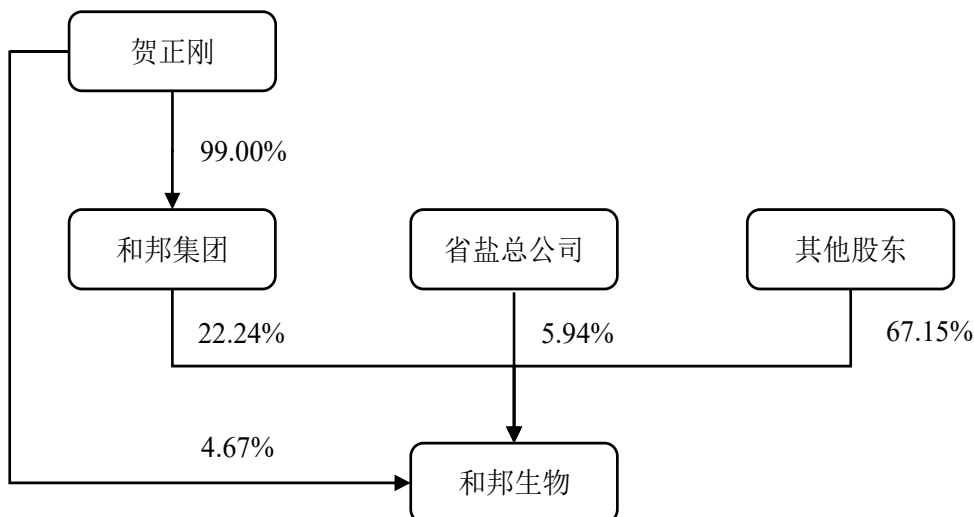 贺正刚
99.00%
和邦集团
省盐总公司
其他股东
22.24%
5.94%
67.15%
4.67%
和邦生物